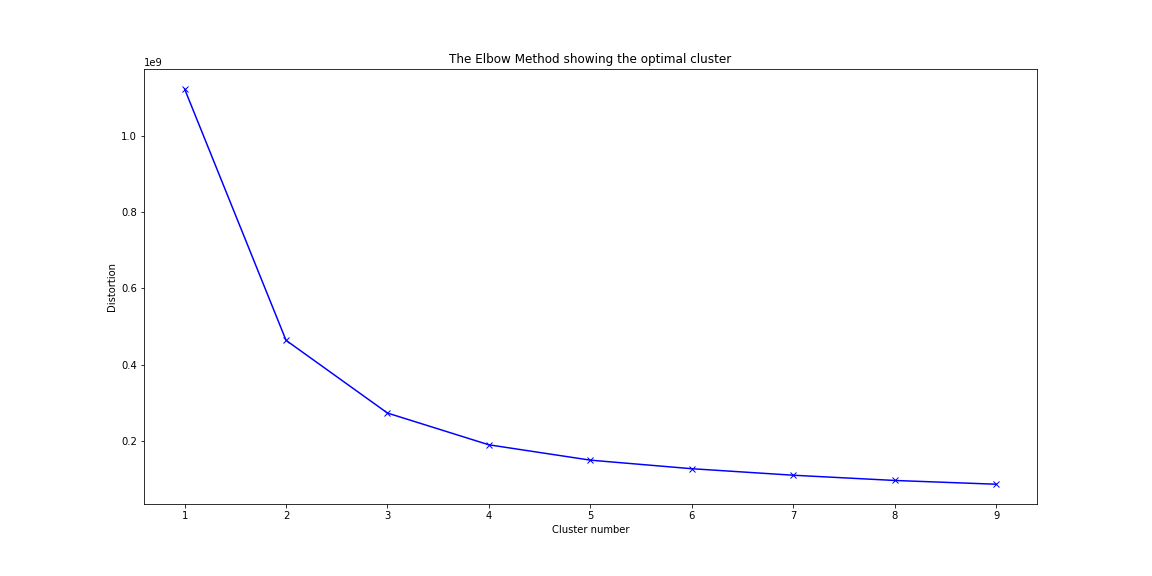 The Elbow Method showing the optimal cluster
1e9
1.0
0.8
0.6
0.4
0.2
Distortion
1 2 3 4 5 6 7 8 9
Cluster number